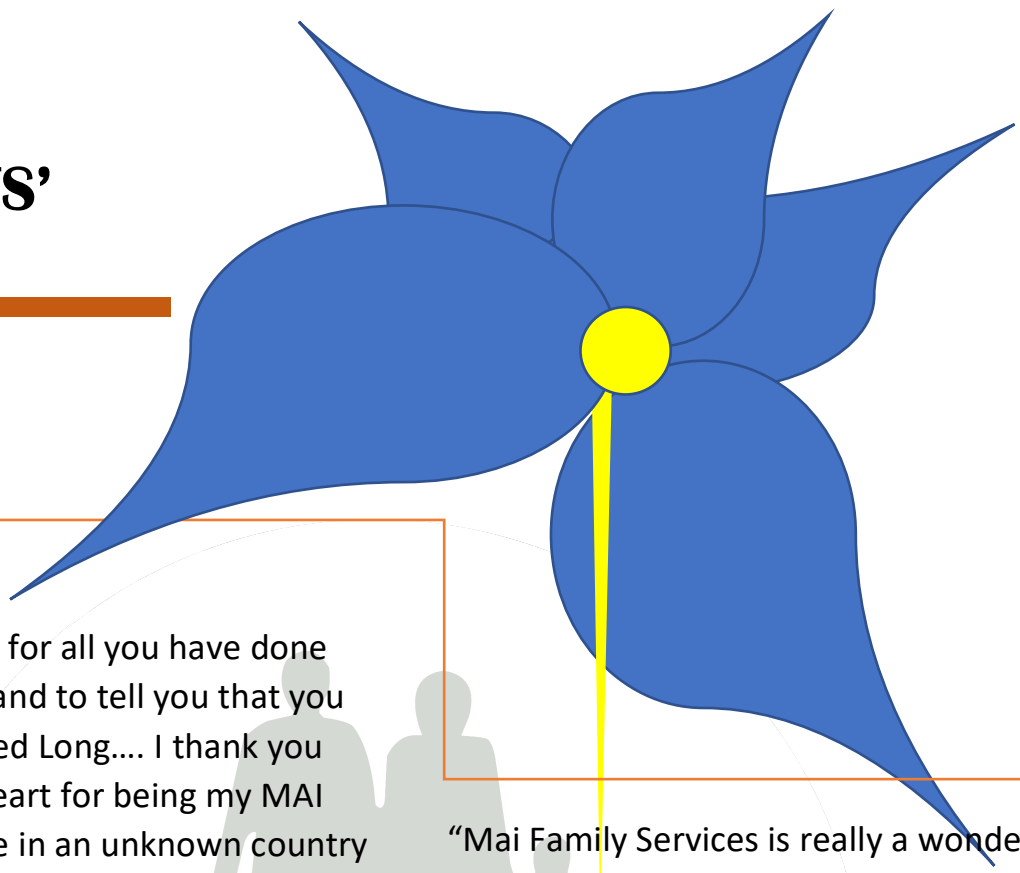 S’
for all you have done
and to tell you that you
ed Long.... I thank you
eart for being my MAI
e in an unknown country
“Mai Family Services is really a wonde